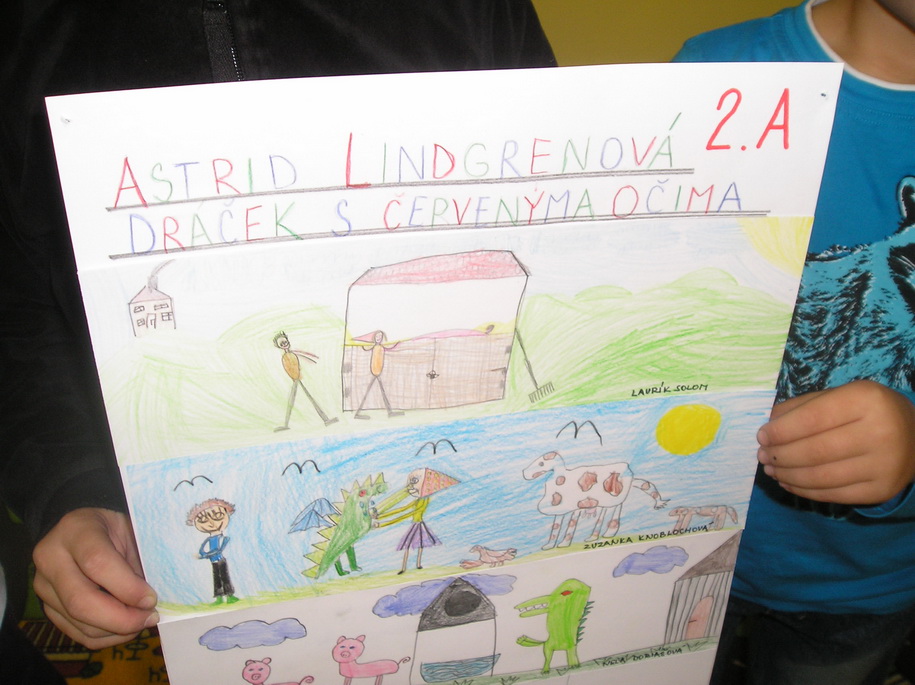 ASTRID LINDGRENOVÁ 2.A
DRÁČEK S ČERVENÝMA OČIMA
LAURÍK SOLOM
ZUZANKA KNOBLOCHOVÁ